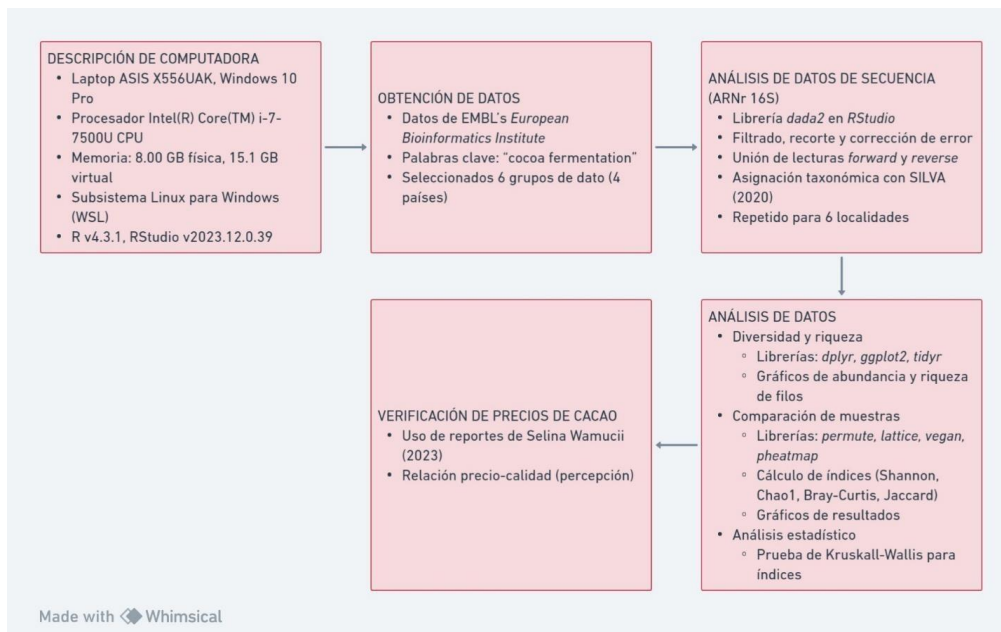 DESCRIPCIÓN DE COMPUTADORA
• Laptop ASIS X556UAK, Windows 10
Pro
• Procesador Intel(R) Core(TM) i-7-
7500U CPU
• Memoria: 8.00 GB física, 15.1 GB
virtual
• Subsistema Linux para Windows
(WSL)
• R v4.3.1, RStudio v2023.12.0.39
OBTENCIÓN DE DATOS
• Datos de EMBL's European
Bioinformatics Institute
• Palabras clave: "cocoa fermentation"
• Seleccionados 6 grupos de dato (4
países)
ANÁLISIS DE DATOS DE SECUENCIA
(ARNr 16S)
• Librería dada2 en RStudio
• Filtrado, recorte y corrección de error
• Unión de lecturas forward y reverse
• Asignación taxonómica con SILVA
(2020)
• Repetido para 6 localidades
ANÁLISIS DE DATOS
• Diversidad y riqueza
◦ Librerías: dplyr, ggplot2, tidyr
◦ Gráficos de abundancia y riqueza
de filos
• Comparación de muestras
◦ Librerías: permute, lattice, vegan,
pheatmap
◦ Cálculo de índices (Shannon,
Chao1, Bray-Curtis, Jaccard)
◦ Gráficos de resultados
• Análisis estadístico
◦ Prueba de Kruskall-Wallis para
índices
VERIFICACIÓN DE PRECIOS DE CACAO
• Uso de reportes de Selina Wamucii
(2023)
• Relación precio-calidad (percepción)
Made with Whimsical